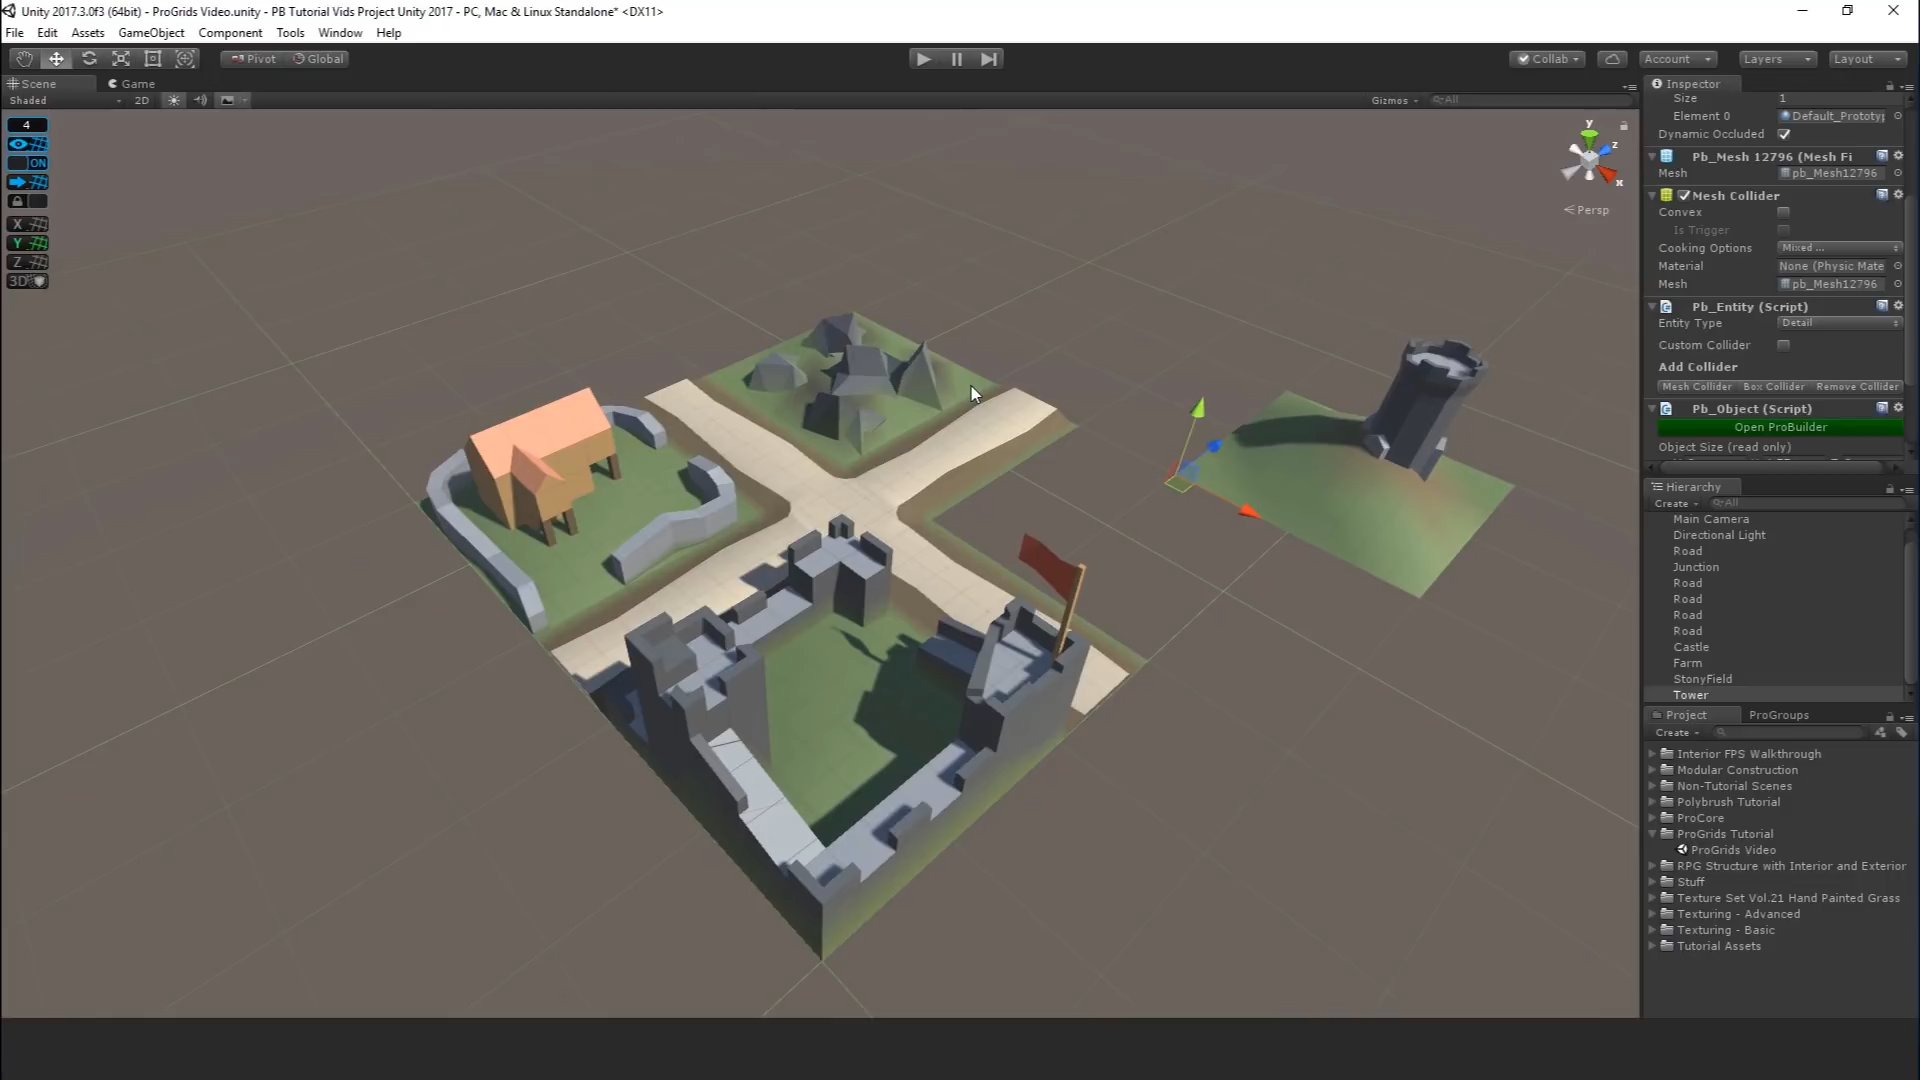 Unity 2017.3.0f3 (64bit) - ProGrids Video.unity - PB Tutorial Vids Project Unity 2017 - PC, Mac & Linux Standalone* <DX11>
File Edit Assets GameObject Component Tools Window Help
Pivot Global Collab Account Layers Layout
Scene Game
Shaded 2D Gizmos All
4
ON
X
Y
Z
3D
y
z
x
Persp
Inspector
Size 1
Element 0 Default_Prototyp
Dynamic Occluded
Pb_Mesh 12796 (Mesh Fi
Mesh pb_Mesh12796
Mesh Collider
Convex
Is Trigger
Cooking Options Mixed ...
Material None (Physic Mate
Mesh pb_Mesh12796
Pb_Entity (Script)
Entity Type Detail
Custom Collider
Add Collider
Mesh Collider Box Collider Remove Collider
Pb_Object (Script)
Open ProBuilder
Object Size (read only)
Hierarchy
Create All
Main Camera
Directional Light
Road
Junction
Road
Road
Road
Road
Castle
Farm
StonyField
Tower
Project ProGroups
Create
Interior FPS Walkthrough
Modular Construction
Non-Tutorial Scenes
Polybrush Tutorial
ProCore
ProGrids Tutorial
ProGrids Video
RPG Structure with Interior and Exterior
Stuff
Texture Set Vol.21 Hand Painted Grass
Texturing - Advanced
Texturing - Basic
Tutorial Assets